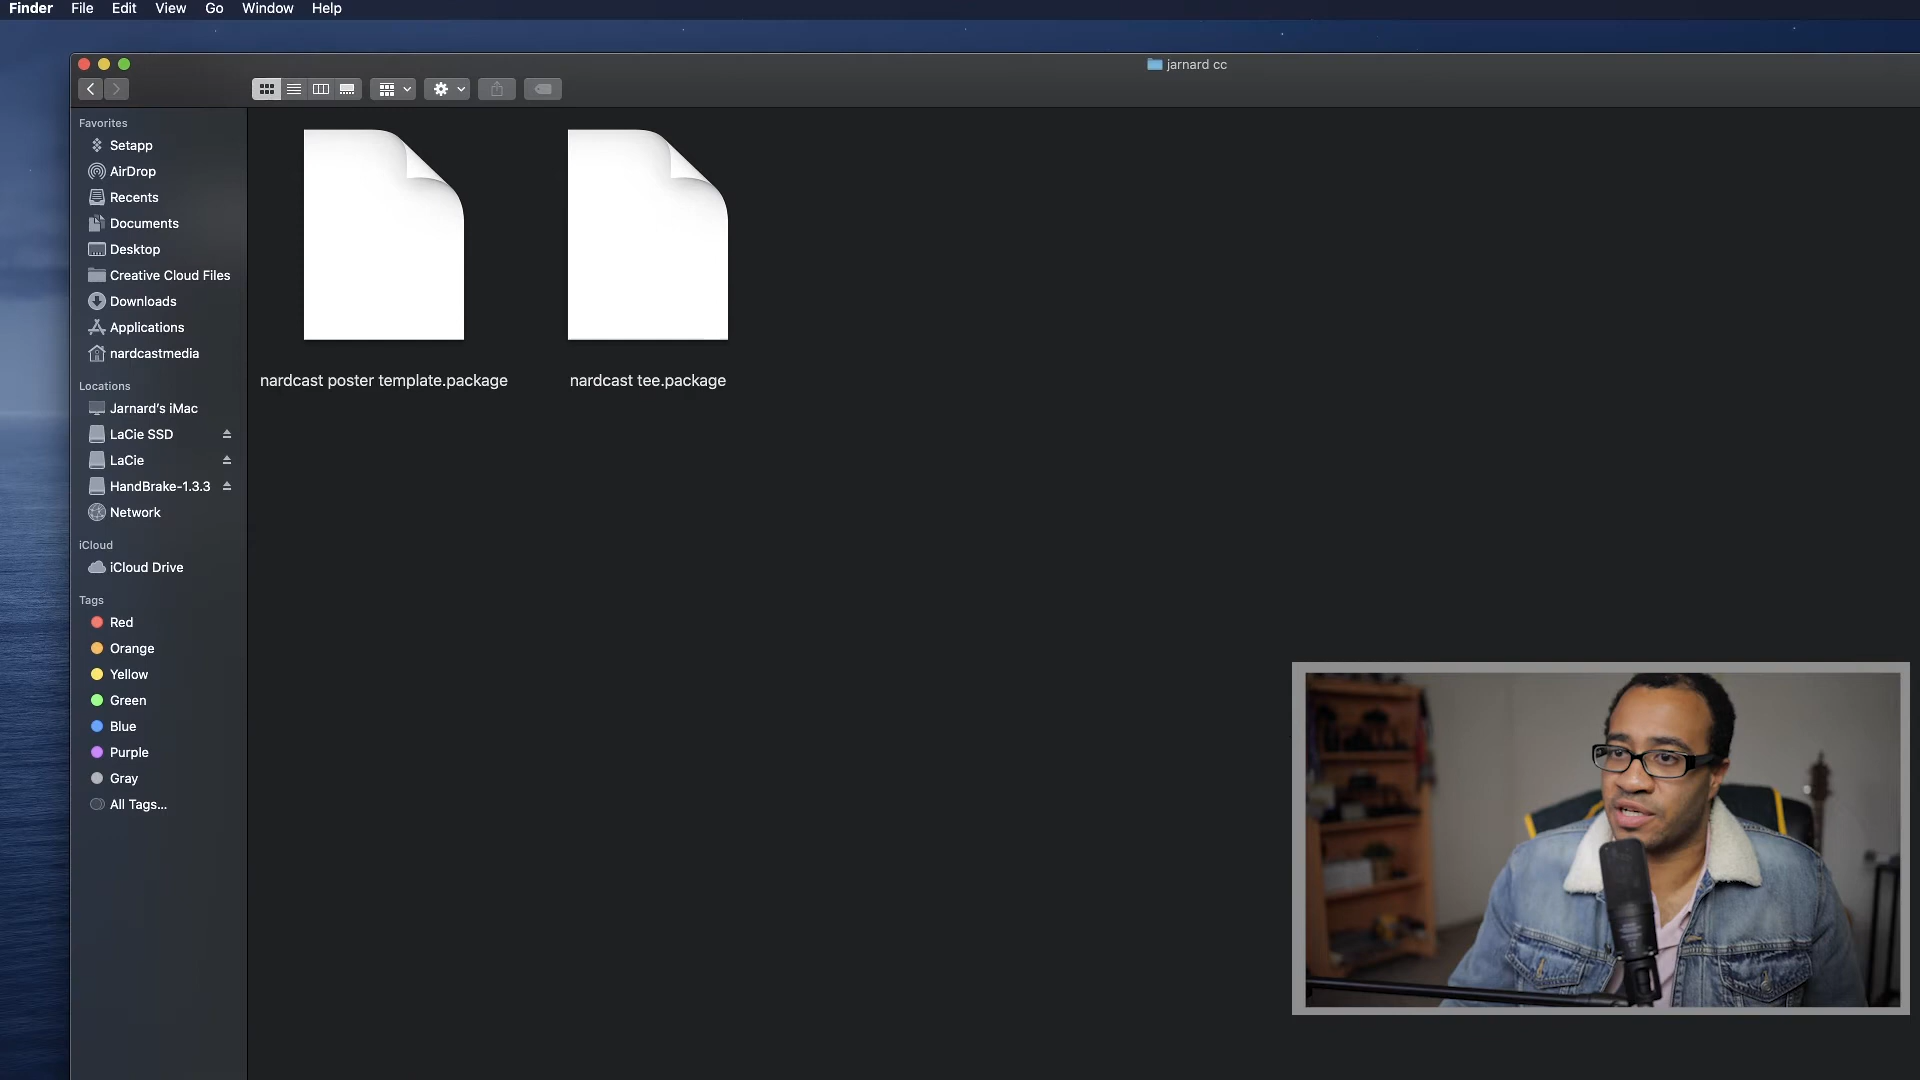 Finder File Edit View Go Window Help
jarnard cc
Favorites
Setapp
AirDrop
Recents
Documents
Desktop
Creative Cloud Files
Downloads
Applications
nardcastmedia
Locations
Jarnard's iMac
LaCie SSD
LaCie
HandBrake-1.3.3
Network
iCloud
iCloud Drive
Tags
Red
Orange
Yellow
Green
Blue
Purple
Gray
All Tags...
nardcast poster template.package
nardcast tee.package